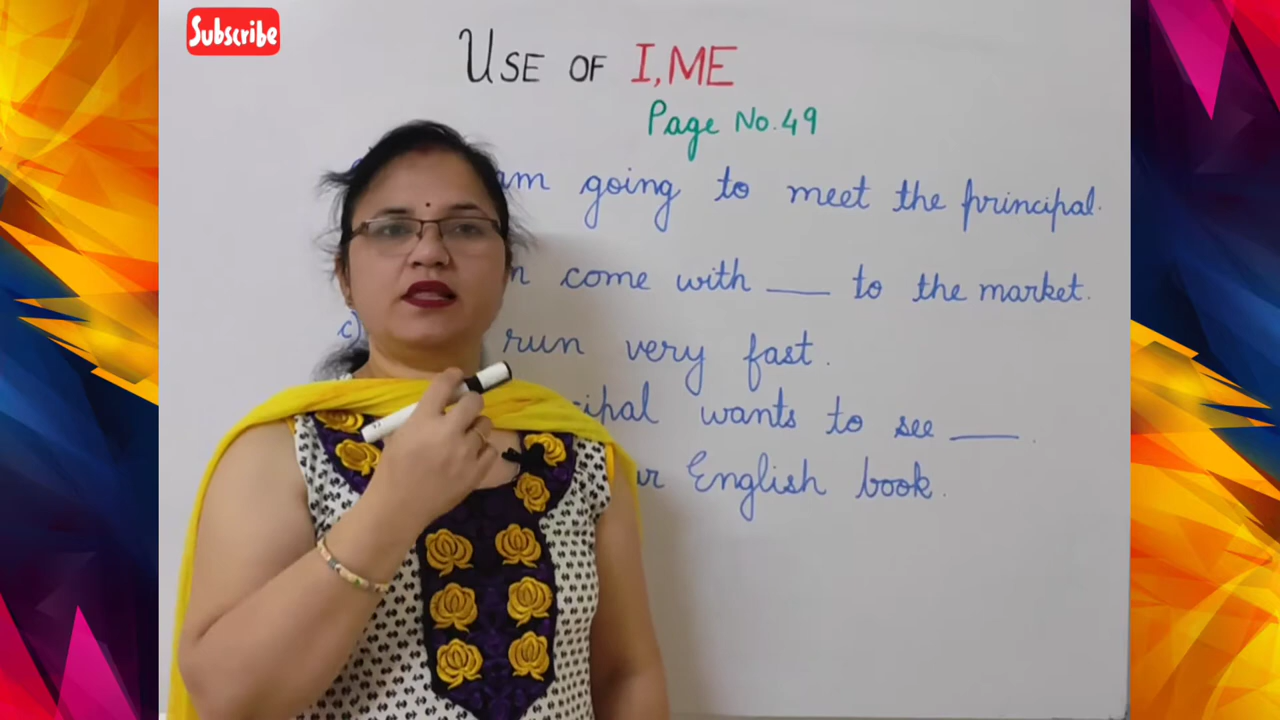 Subscribe
USE OF I, ME
Page No. 49
am going to meet the principal.
come with ___ to the market.
c) run very fast.
wants to see ___.
English book.